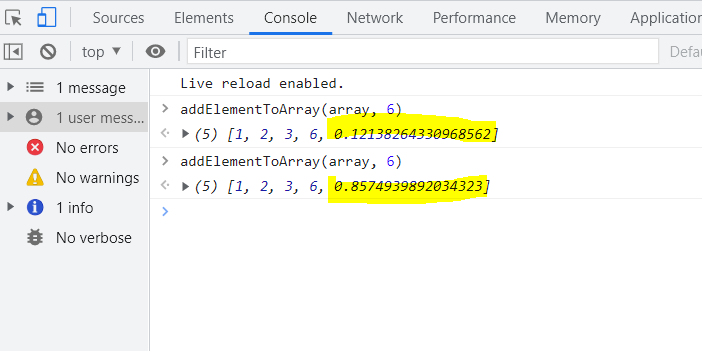 Sources Elements Console Network Performance Memory Application
top Filter Defau
1 message
1 user mess...
No errors
No warnings
1 info
No verbose
Live reload enabled.
addElementToArray(array, 6)
(5) [1, 2, 3, 6, 0.12138264330968562]
addElementToArray(array, 6)
(5) [1, 2, 3, 6, 0.8574939892034323]